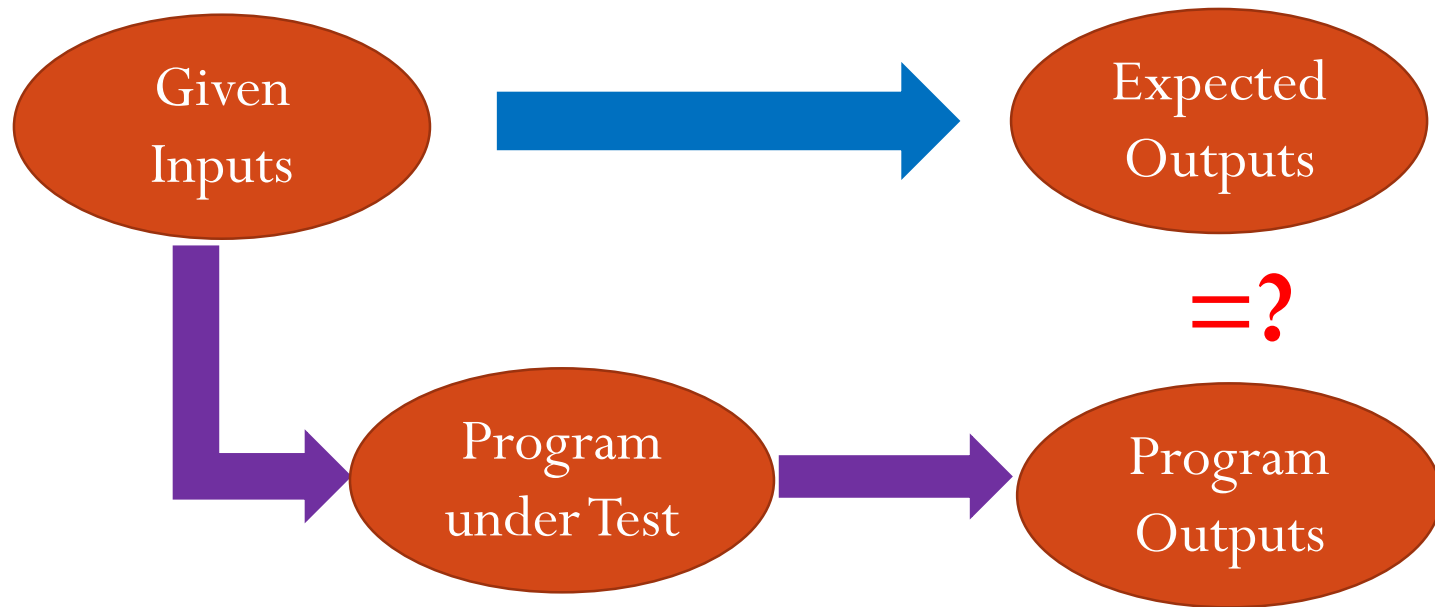 Given
Inputs
Expected
Outputs
=?
Program
under Test
Program
Outputs